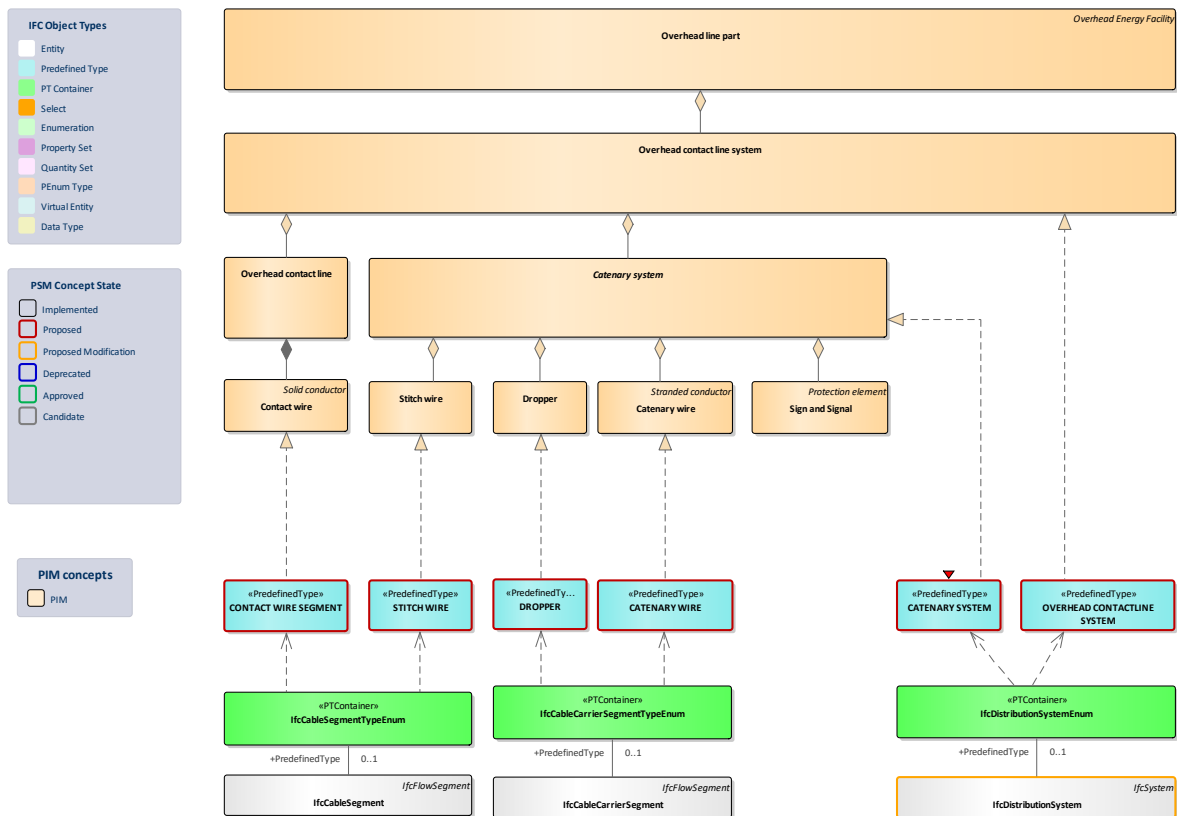 IFC Object Types
Entity
Predefined Type
PT Container
Select
Enumeration
Property Set
Quantity Set
PEnum Type
Virtual Entity
Data Type
PSM Concept State
Implemented
Proposed
Proposed Modification
Deprecated
Approved
Candidate
PIM concepts
PIM
Overhead Energy Facility
Overhead line part
Overhead contact line system
Overhead contact line
Catenary system
Solid conductor
Contact wire
Stitch wire
Dropper
Stranded conductor
Catenary wire
Protection element
Sign and Signal
«PredefinedType»
CONTACT WIRE SEGMENT
«PredefinedType»
STITCH WIRE
«PredefinedTy...
DROPPER
«PredefinedType»
CATENARY WIRE
«PredefinedType»
CATENARY SYSTEM
«PredefinedType»
OVERHEAD CONTACTLINE
SYSTEM
«PTContainer»
IfcCableSegmentTypeEnum
«PTContainer»
IfcCableCarrierSegmentTypeEnum
«PTContainer»
IfcDistributionSystemEnum
+PredefinedType 0..1
+PredefinedType 0..1
+PredefinedType 0..1
IfcFlowSegment
IfcCableSegment
IfcFlowSegment
IfcCableCarrierSegment
IfcSystem
IfcDistributionSystem